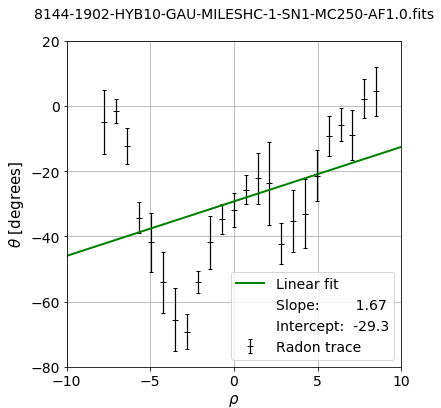 8144-1902-HYB10-GAU-MILESHC-1-SN1-MC250-AF1.0.fits
20
0
−20
−40
−60
−80
θ [degrees]
−10
−5
0
5
10
ρ
Linear fit
Slope: 1.67
Intercept: -29.3
Radon trace